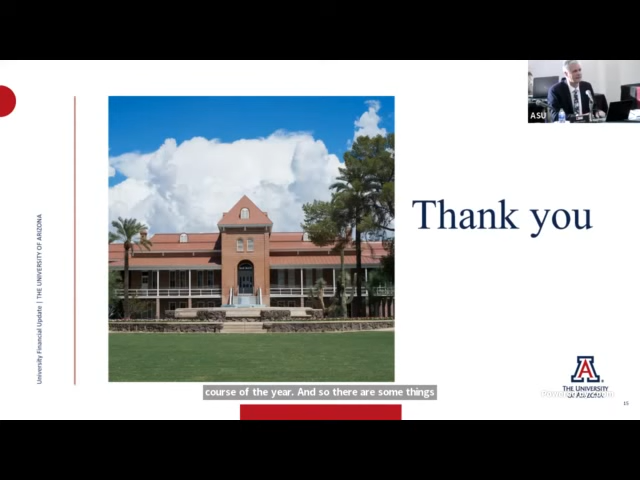 ASU
University Financial Update | THE UNIVERSITY OF ARIZONA
Thank you
course of the year. And so there are some things
A
THE UNIVERSITY
OF ARIZONA
15